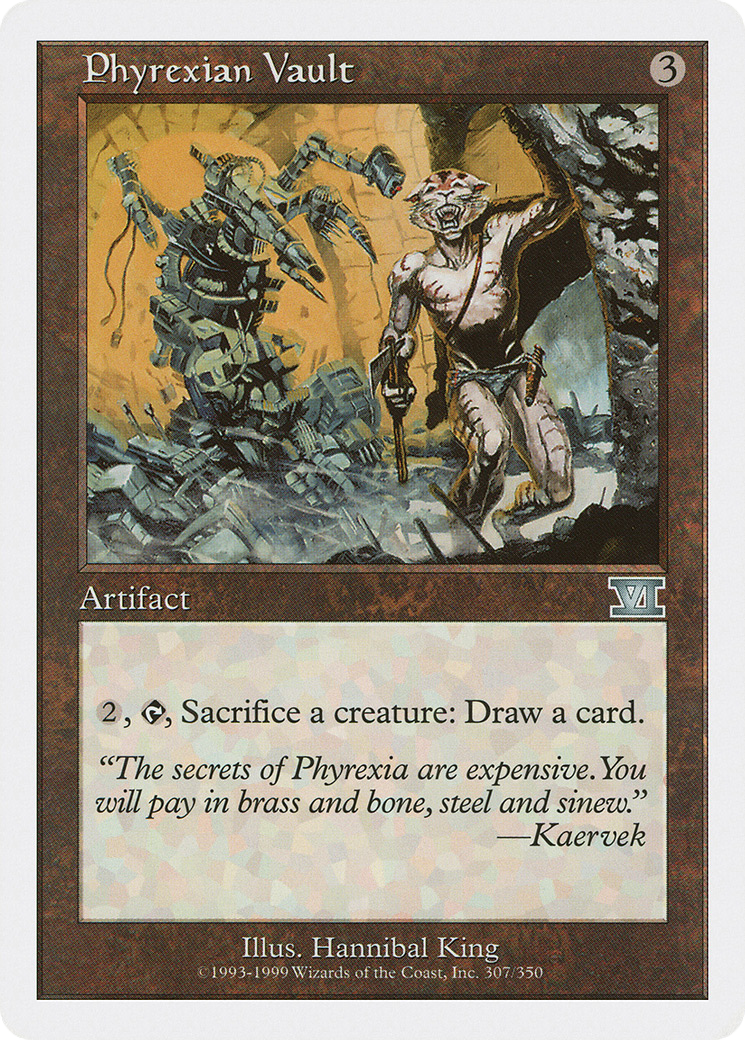 Phyrexian Vault 3
Artifact VI
2, , Sacrifice a creature: Draw a card.
“The secrets of Phyrexia are expensive. You
will pay in brass and bone, steel and sinew.”
—Kaervek
Illus. Hannibal King
©1993-1999 Wizards of the Coast, Inc. 307/350